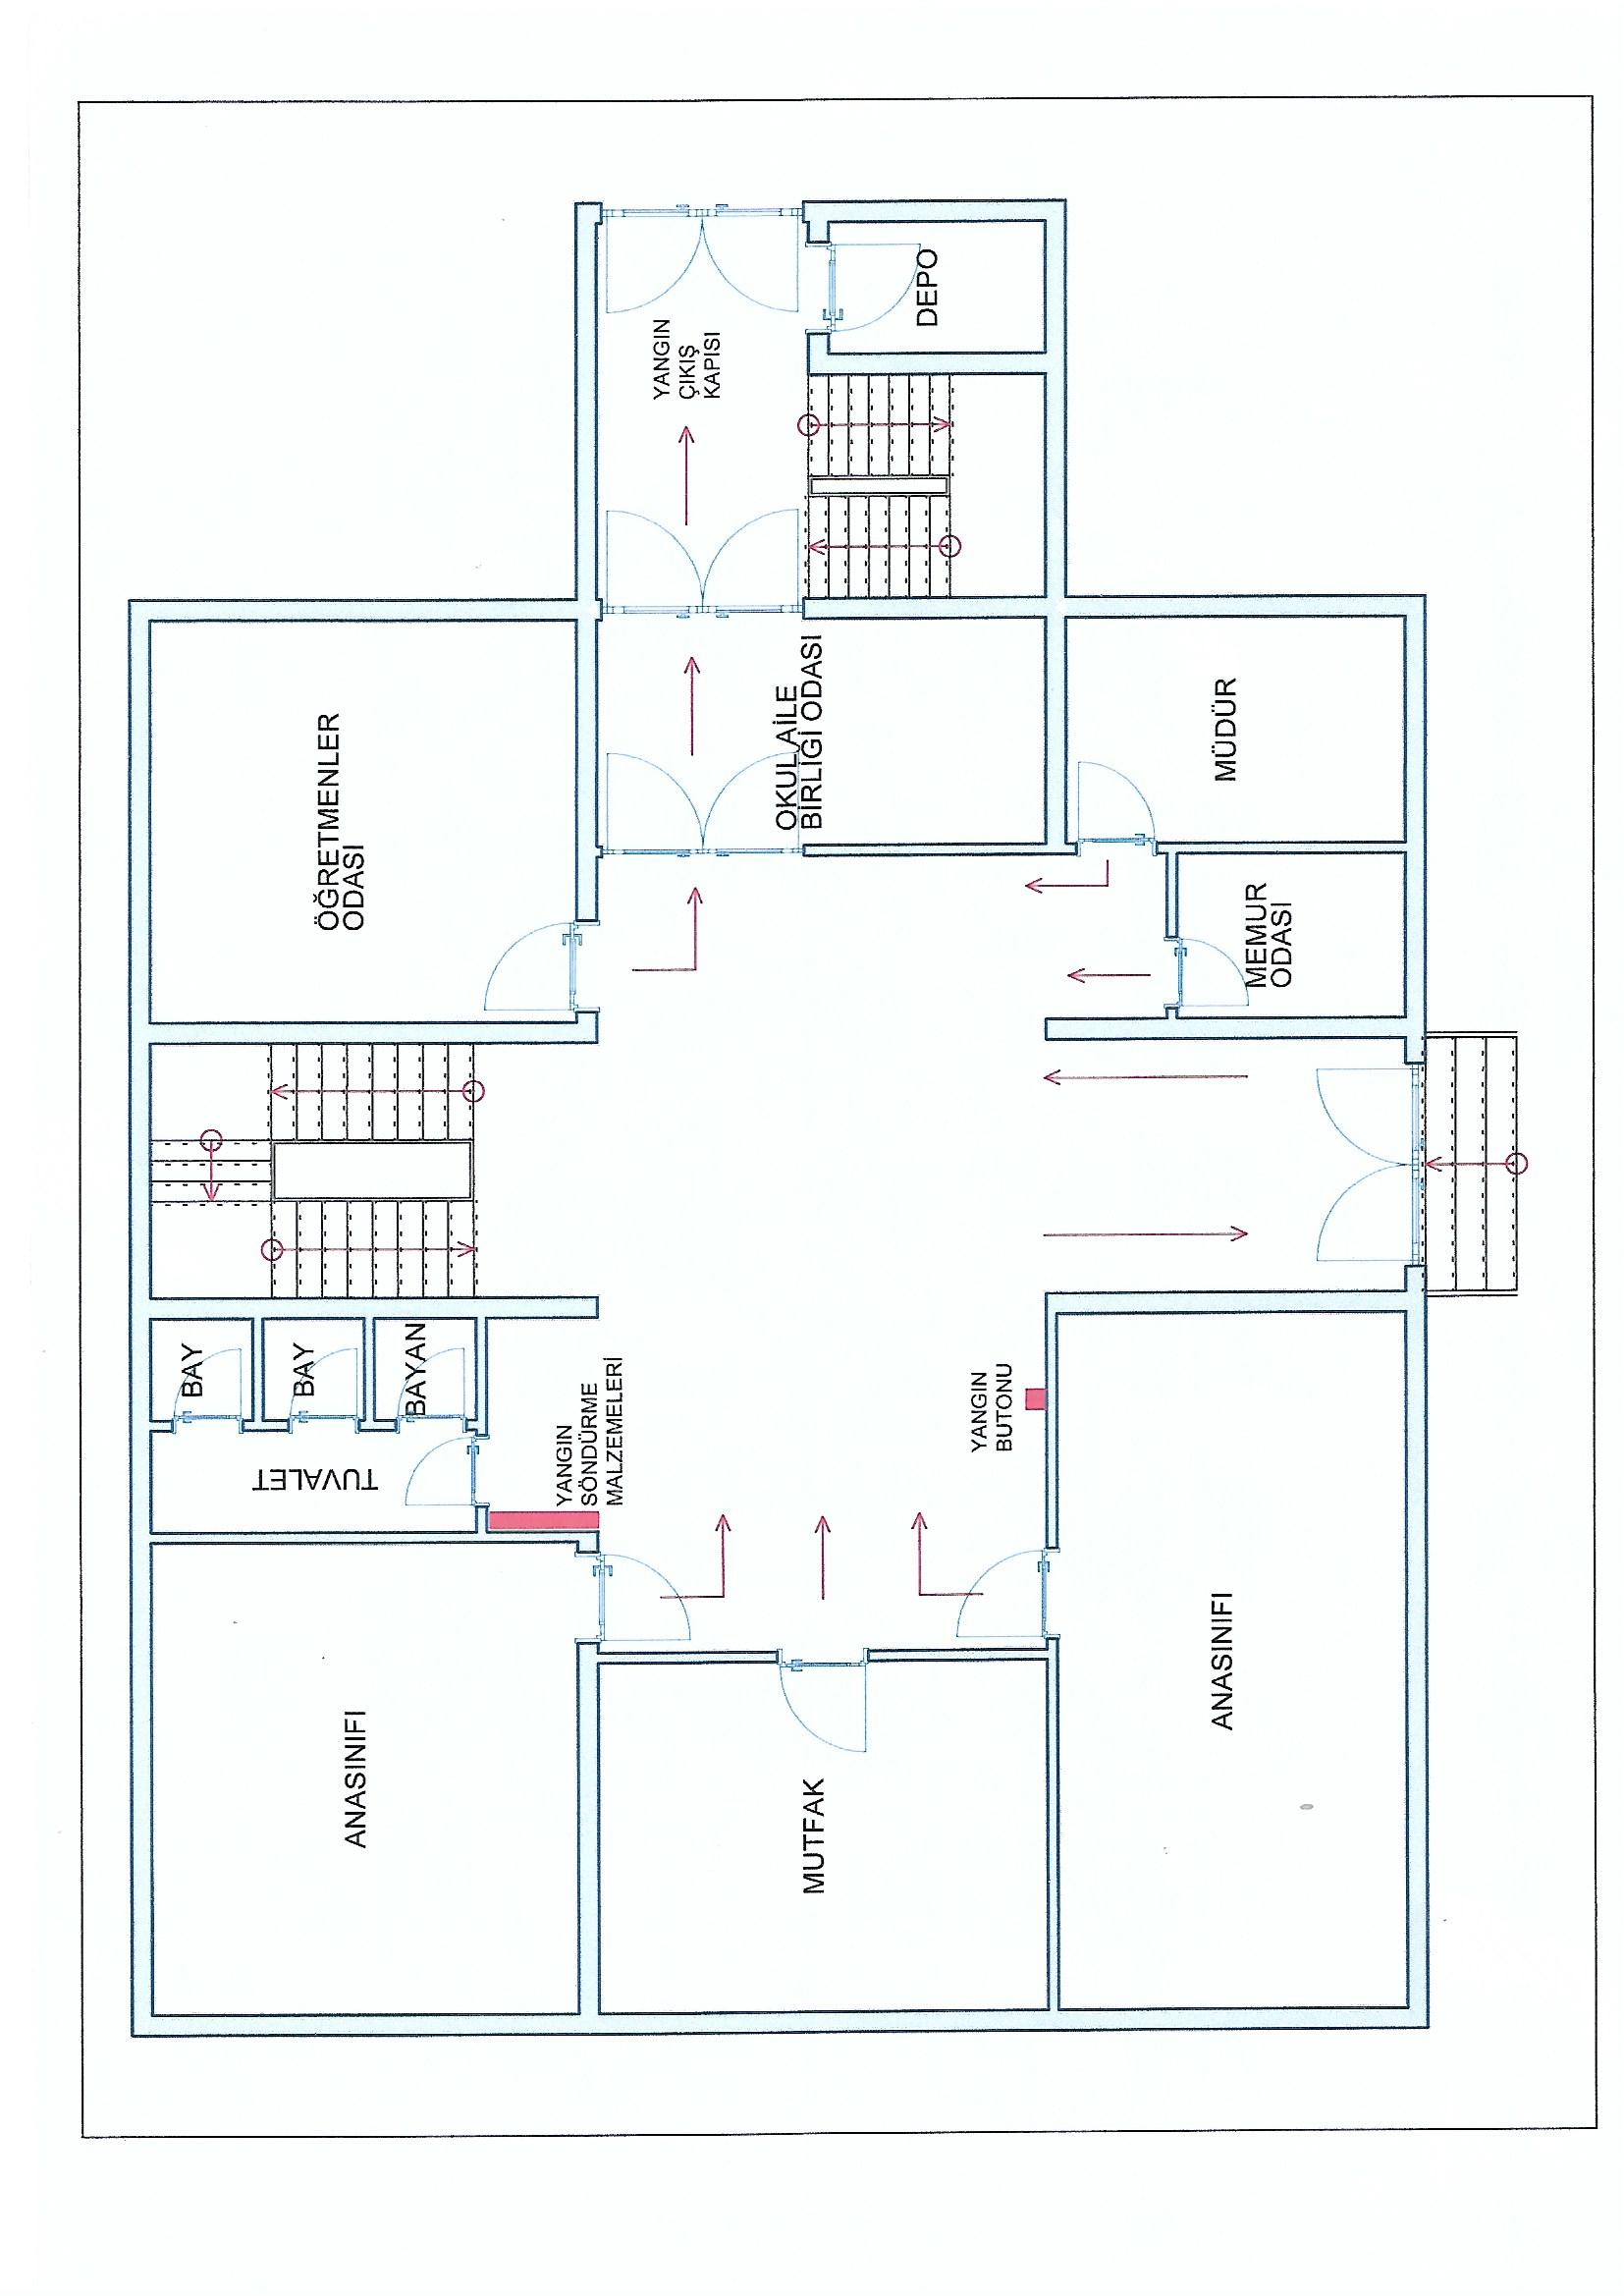 YANGIN
ÇIKIŞ
KAPISI
DEPO
ÖĞRETMENLER
ODASI
OKULAİLE
BİRLİĞİ ODASI
MÜDÜR
MEMUR
ODASI
BAY
BAY
BAYAN
TUVALET
YANGIN
SÖNDÜRME
MALZEMELERİ
YANGIN
BUTONU
ANASINIFI
MUTFAK
ANASINIFI